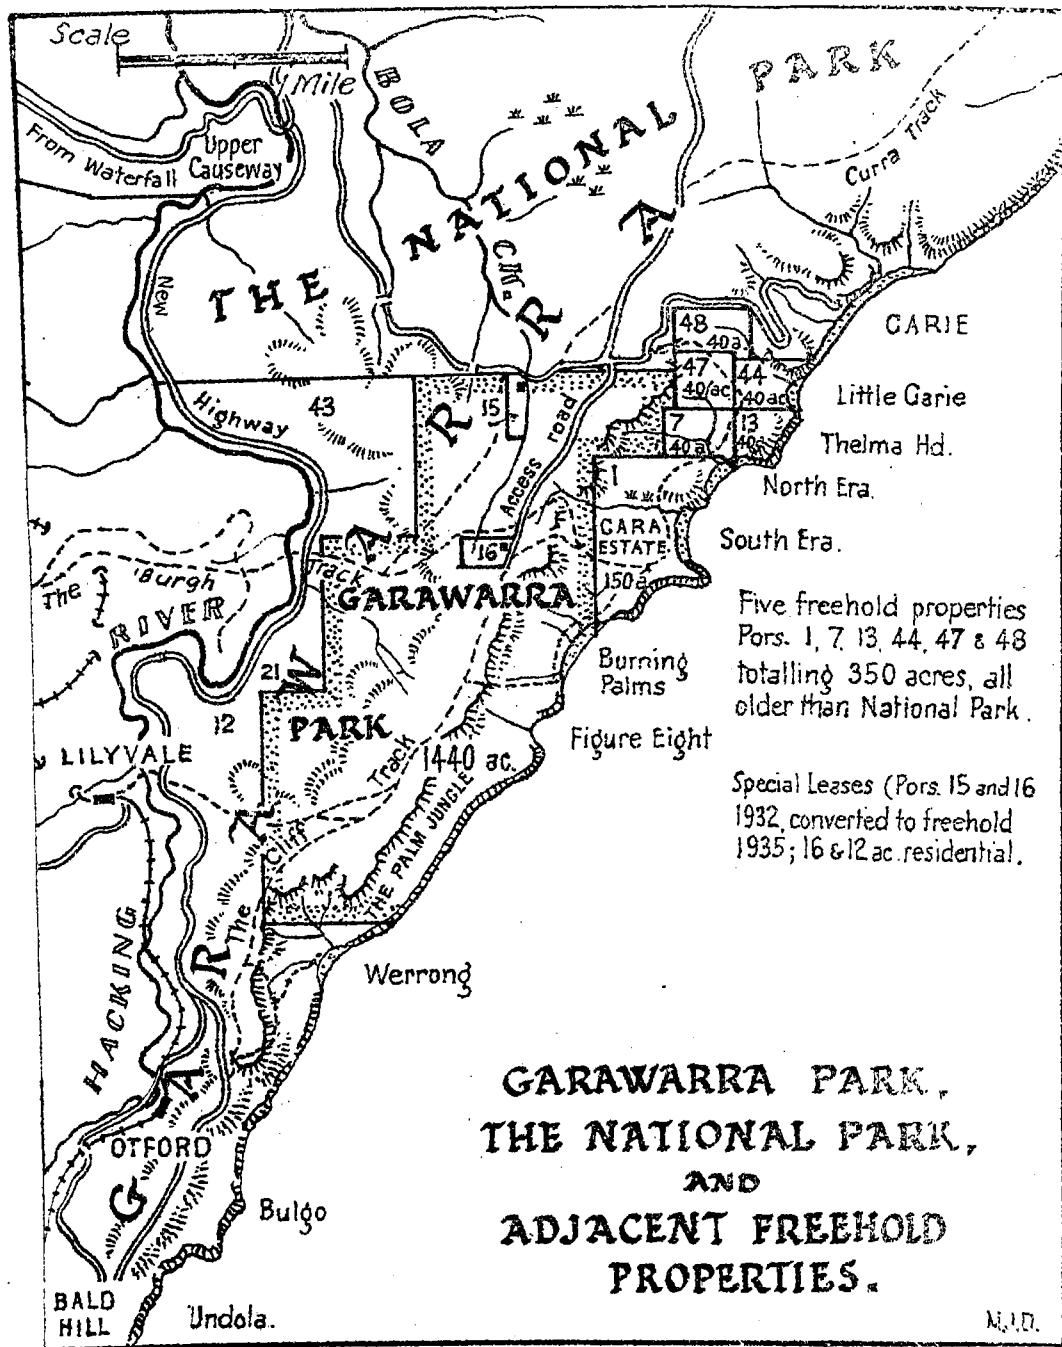 Scale
1 Mile
BOLA
CK.
THE NATIONAL
PARK
Curra Track
Upper
Causeway
From Waterfall
New
Highway
GARRAWARRA
48
40a
47
40 ac
44
40 ac
7
40a
13
40a
43
15
Access road
1
CARA
ESTATE
150a
16
GARIE
Little Garie
Thelma Hd.
North Era.
South Era.
The Burgh Track
RIVER
GARAWARRA
PARK
1440 ac.
21
12
LILYVALE
The Cliff Track
THE PALM JUNGLE
Burning
Palms
Figure Eight
Five freehold properties
Pors. 1, 7, 13, 44, 47 & 48
totalling 350 acres, all
older than National Park.
Special Leases (Pors. 15 and 16
1932, converted to freehold
1935; 16 & 12 ac. residential.
HACKING
Werrong
OTFORD
Bulgo
BALD
HILL
Undola.
GARAWARRA PARK,
THE NATIONAL PARK,
AND
ADJACENT FREEHOLD
PROPERTIES.